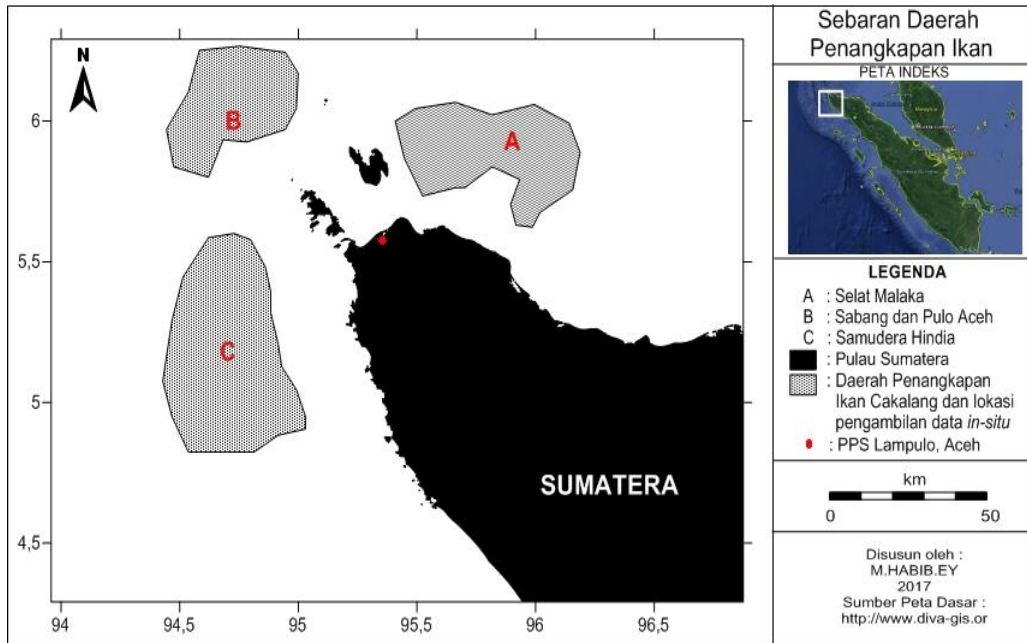 N
B
A
C
SUMATERA
6
5,5
5
4,5
94
94,5
95
95,5
96
96,5
Sebaran Daerah
Penangkapan Ikan
PETA INDEKS
LEGENDA
A : Selat Malaka
B : Sabang dan Pulo Aceh
C : Samudera Hindia
: Pulau Sumatera
: Daerah Penangkapan
Ikan Cakalang dan lokasi
pengambilan data in-situ
: PPS Lampulo, Aceh
km
0 50
Disusun oleh :
M.HABIB.EY
2017
Sumber Peta Dasar :
http://www.diva-gis.or